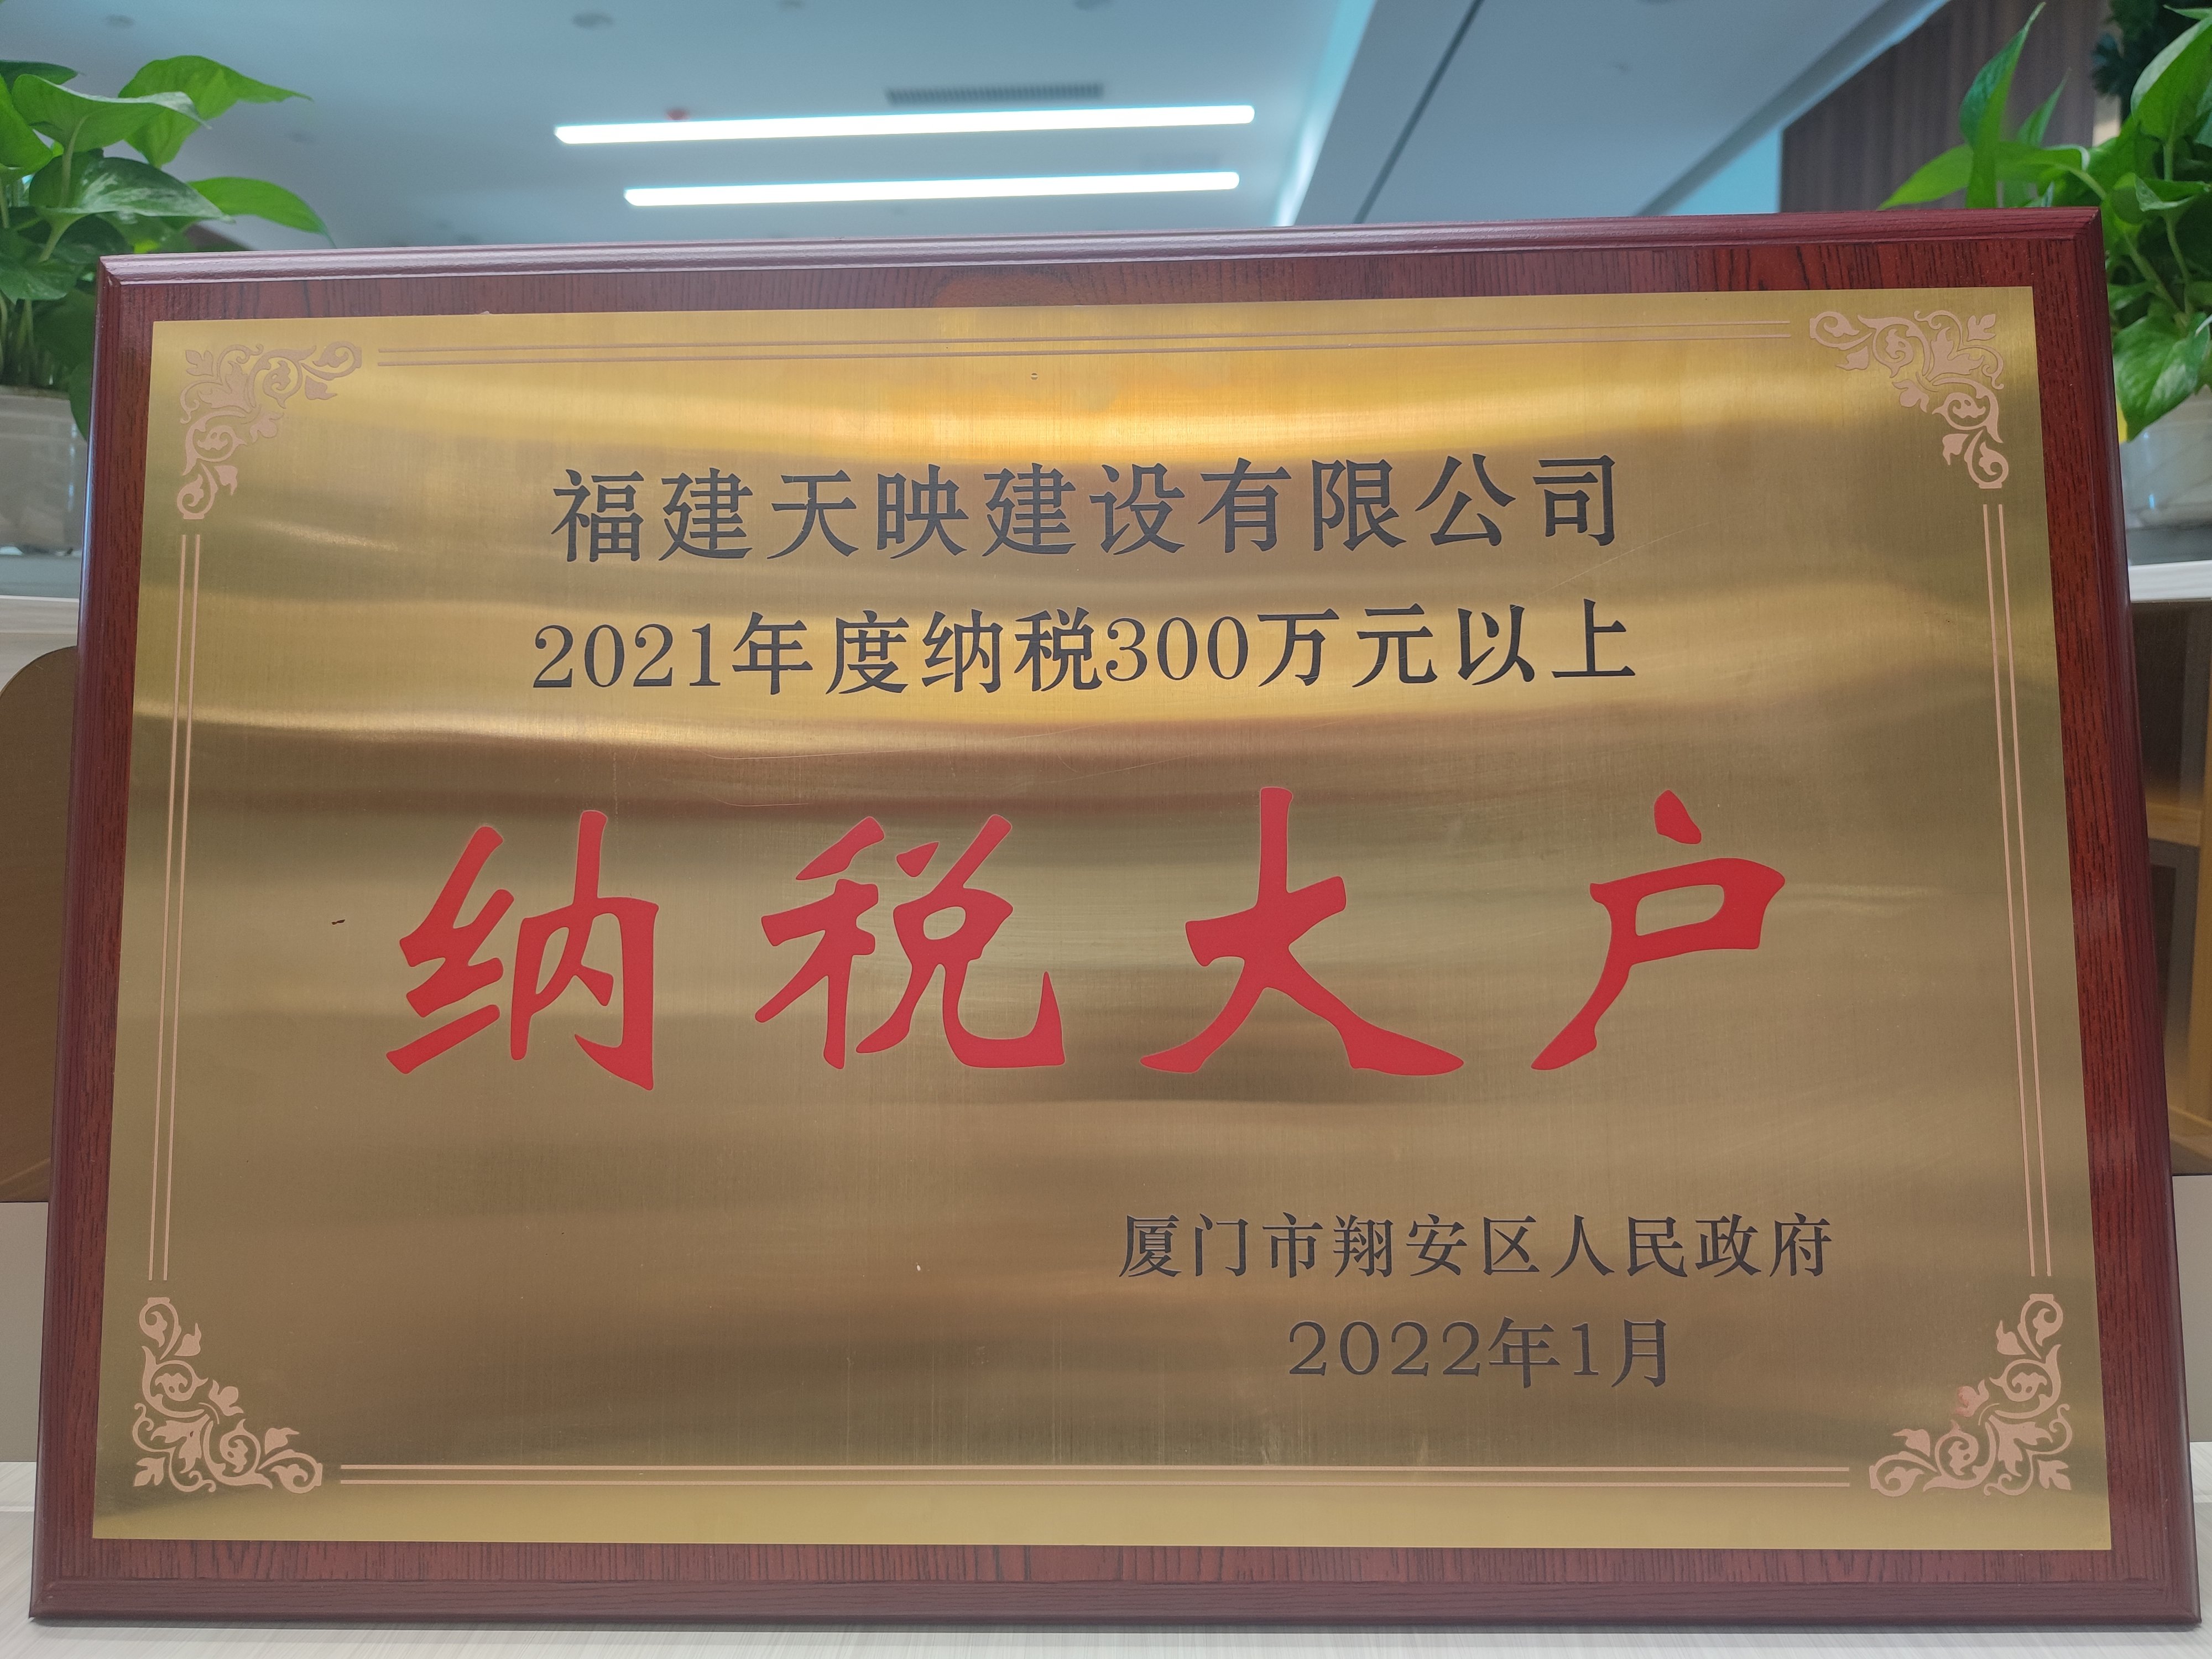 福建天映建设有限公司
2021年度纳税300万元以上
纳税大户
厦门市翔安区人民政府
2022年1月